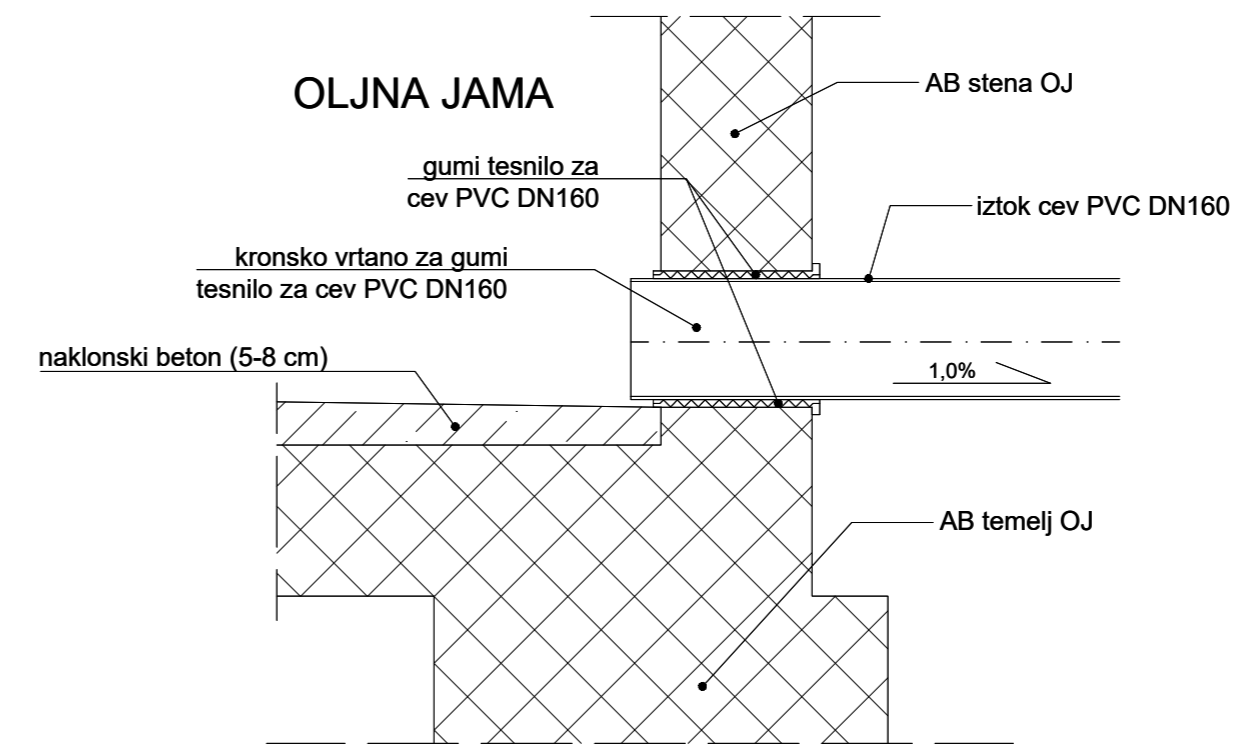 OLJNA JAMA
AB stena OJ
gumi tesnilo za
cev PVC DN160
iztok cev PVC DN160
kronsko vrtano za gumi
tesnilo za cev PVC DN160
naklonski beton (5-8 cm)
1,0%
AB temelj OJ